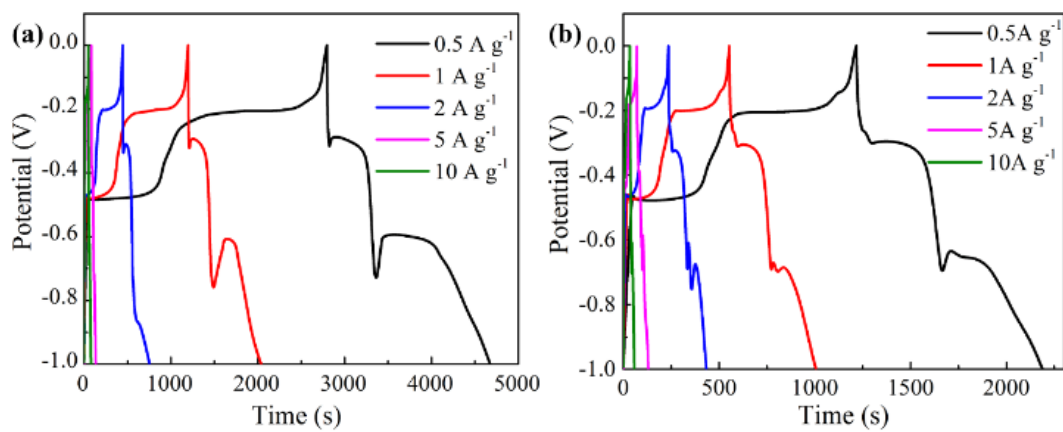 (a)
0.5 A g⁻¹
1 A g⁻¹
2 A g⁻¹
5 A g⁻¹
10 A g⁻¹
Potential (V)
0.0
-0.2
-0.4
-0.6
-0.8
-1.0
0 1000 2000 3000 4000 5000
Time (s)
(b)
0.5A g⁻¹
1A g⁻¹
2A g⁻¹
5A g⁻¹
10A g⁻¹
Potential (V)
0.0
-0.2
-0.4
-0.6
-0.8
-1.0
0 500 1000 1500 2000
Time (s)